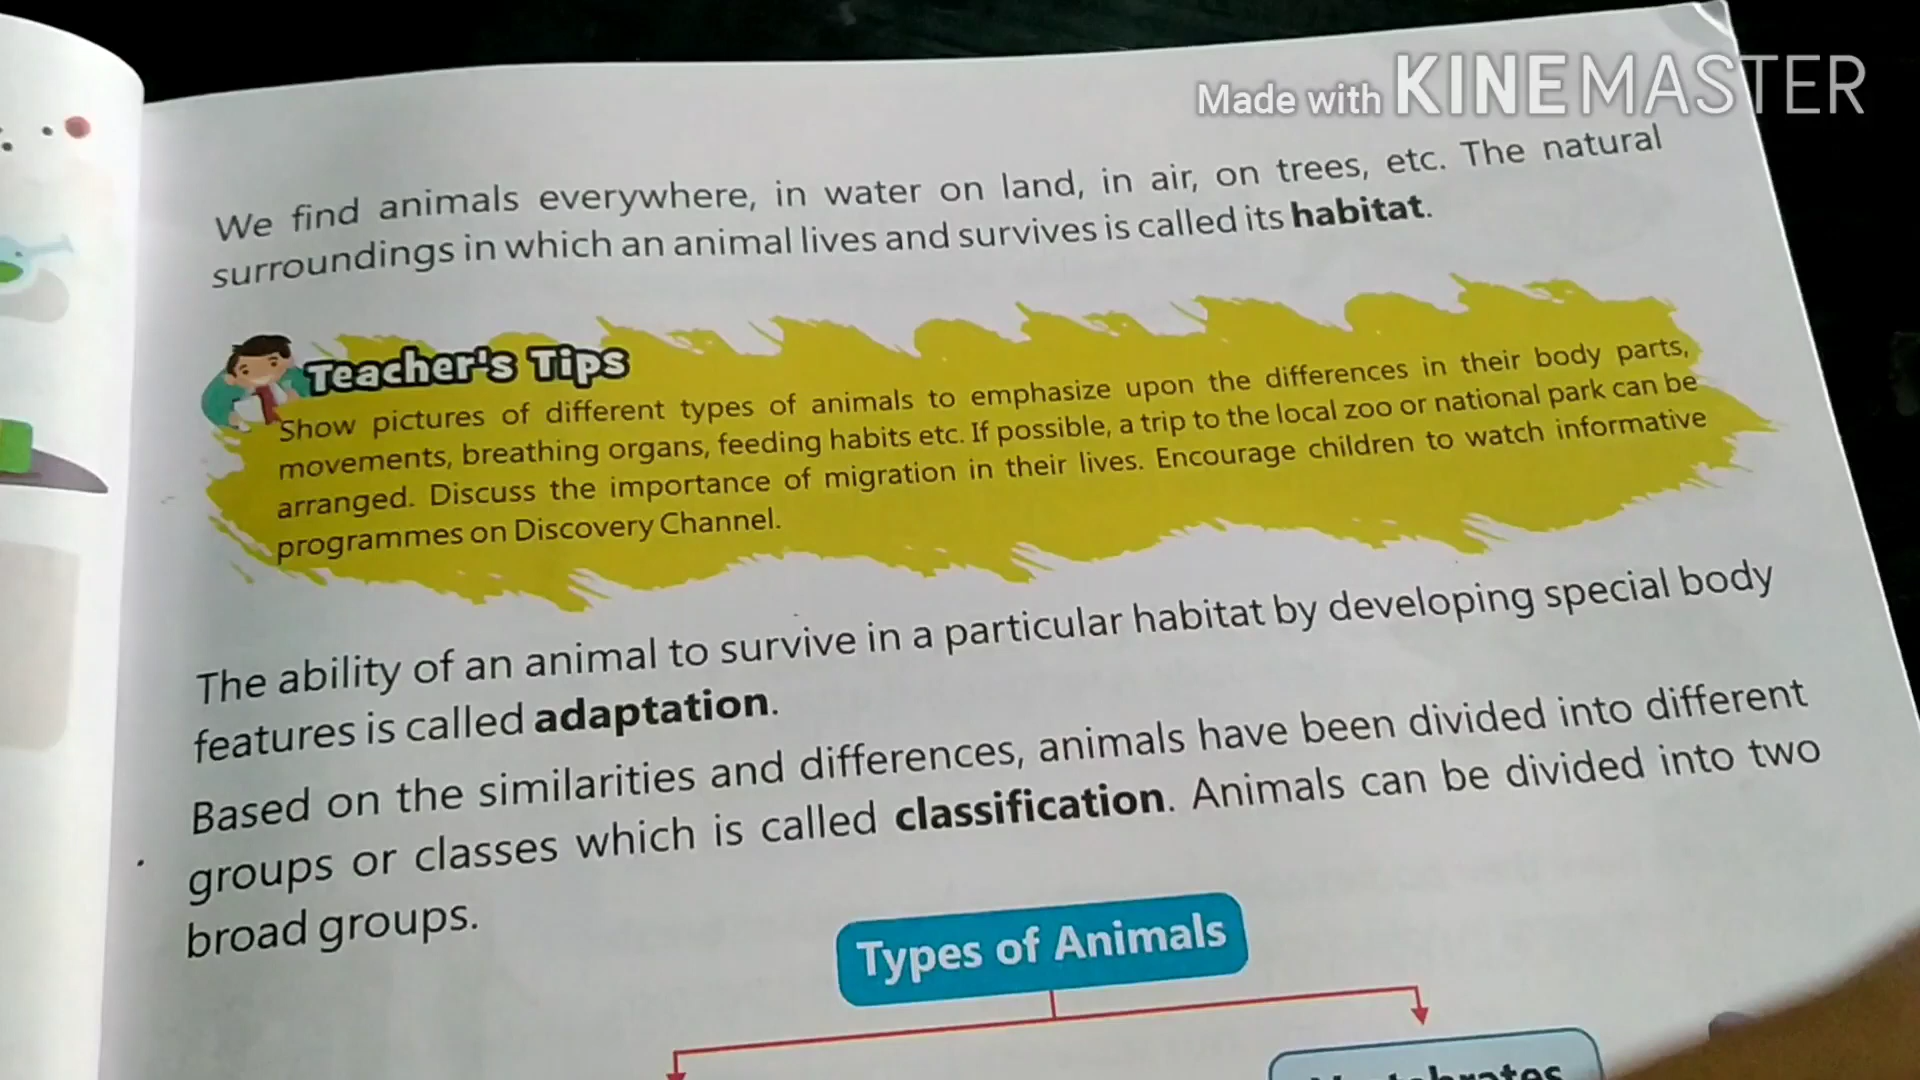 Made with KINEMASTER
We find animals everywhere, in water on land, in air, on trees, etc. The natural
surroundings in which an animal lives and survives is called its habitat.
Teacher's Tips
Show pictures of different types of animals to emphasize upon the differences in their body parts,
movements, breathing organs, feeding habits etc. If possible, a trip to the local zoo or national park can be
arranged. Discuss the importance of migration in their lives. Encourage children to watch informative
programmes on Discovery Channel.
The ability of an animal to survive in a particular habitat by developing special body
features is called adaptation.
Based on the similarities and differences, animals have been divided into different
groups or classes which is called classification. Animals can be divided into two
broad groups.
Types of Animals